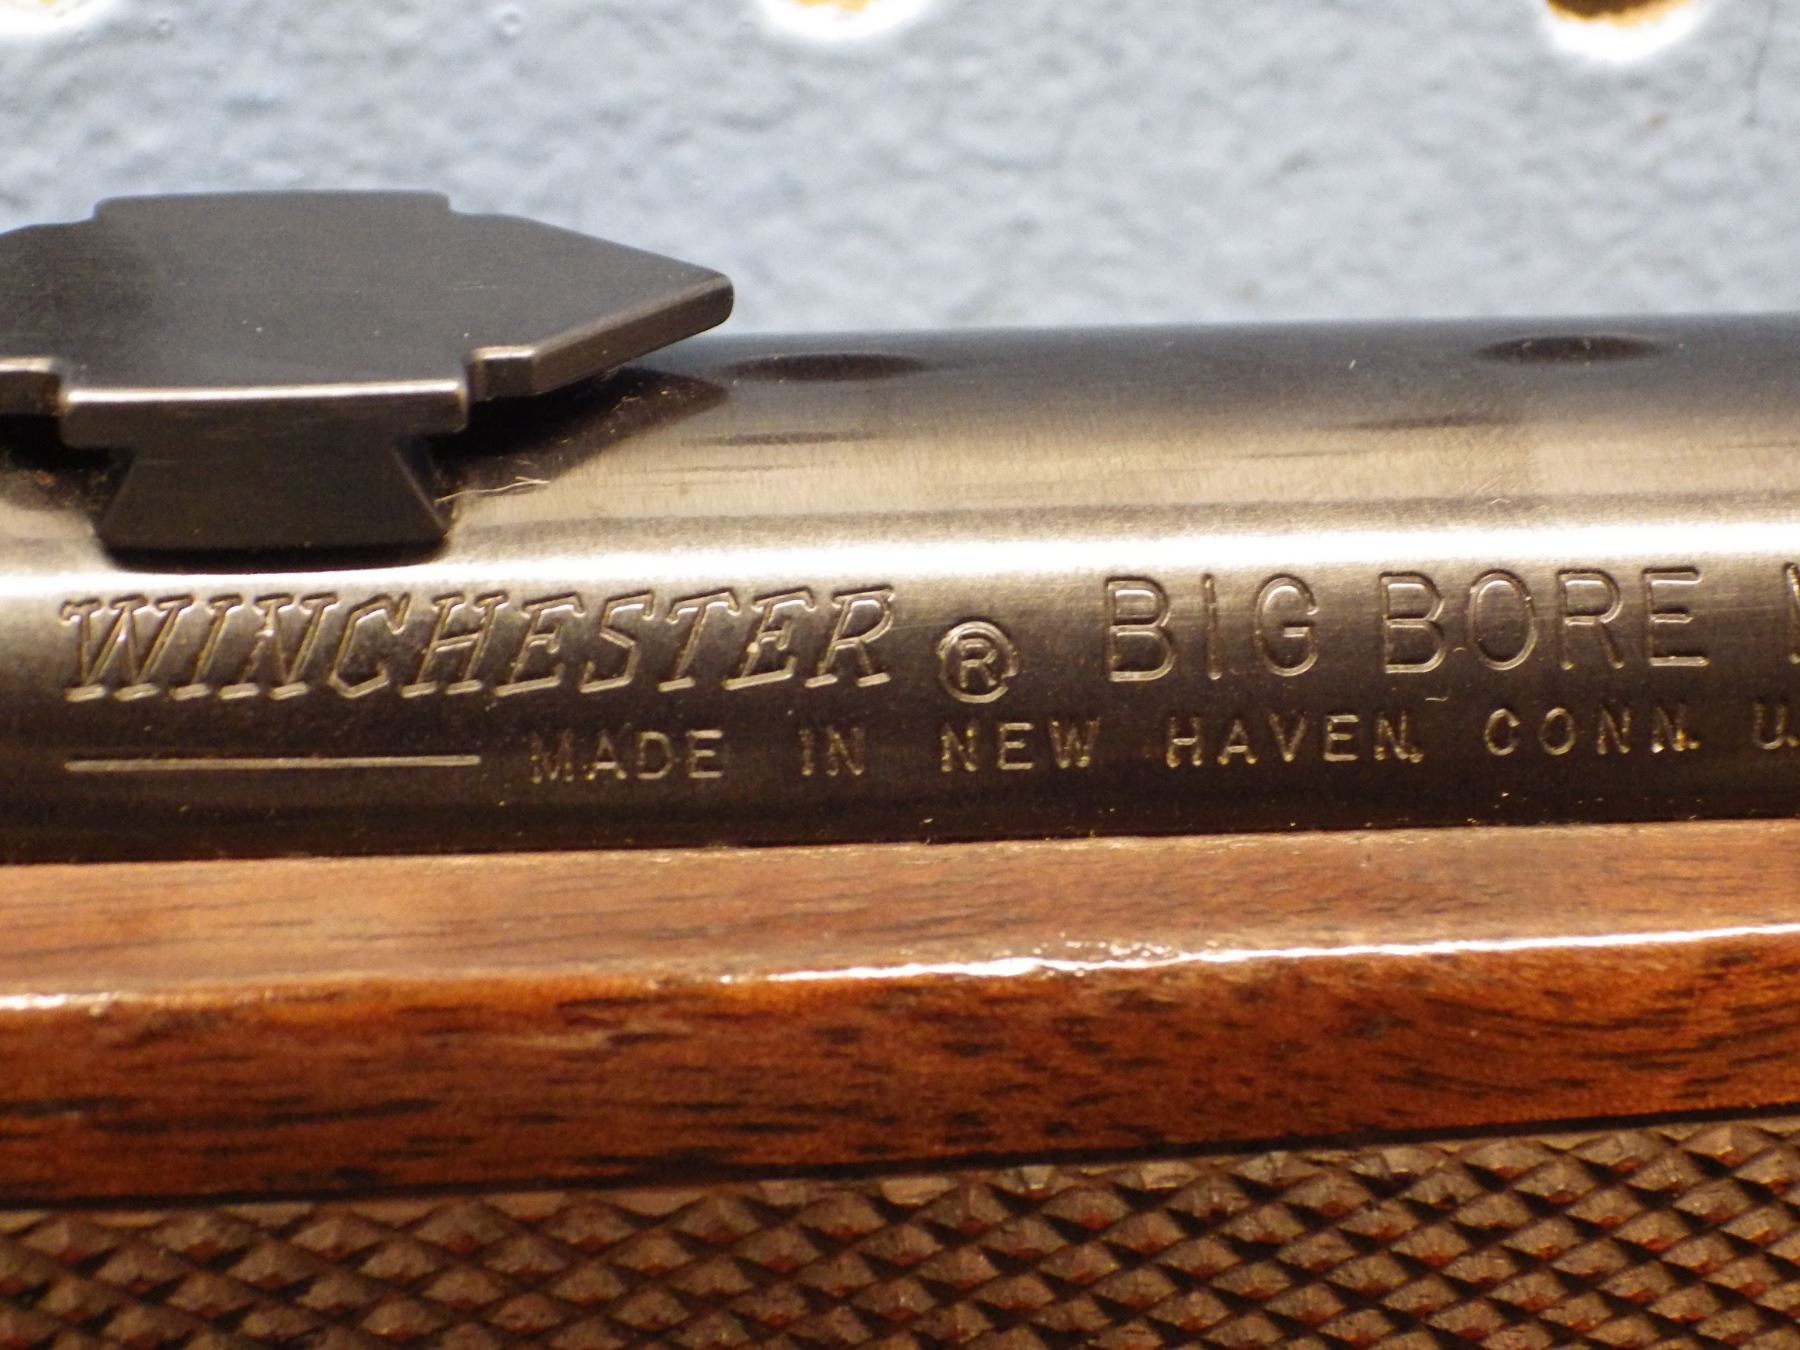 WINCHESTER ® BIG BORE
MADE IN NEW HAVEN, CONN. U.